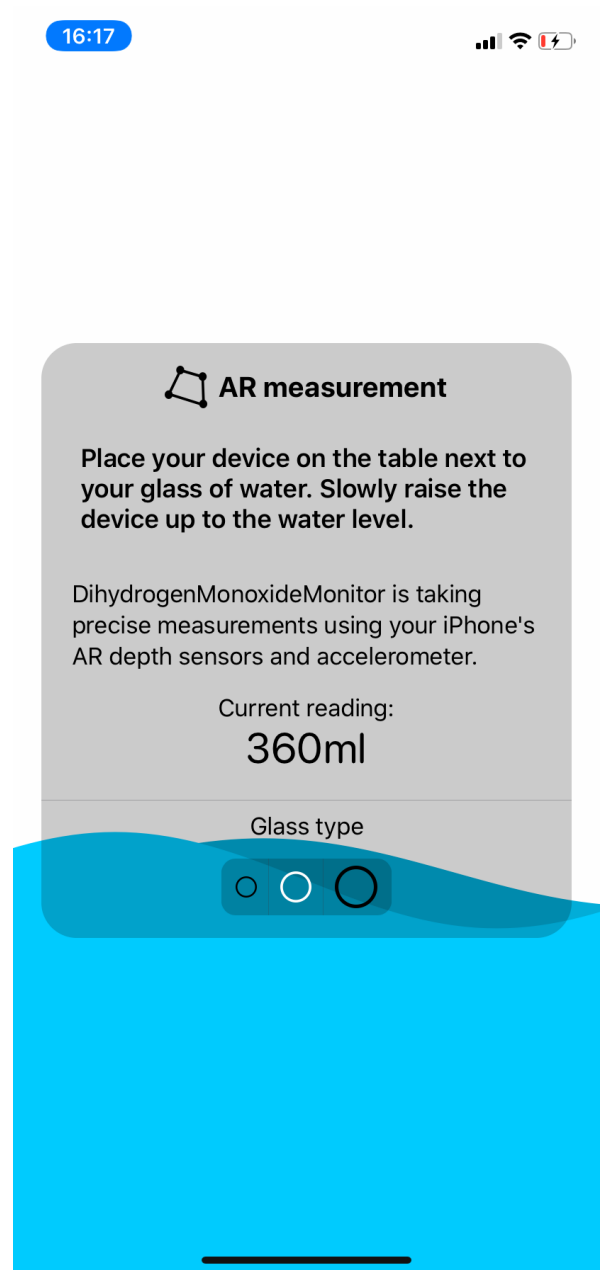 16:17
AR measurement
Place your device on the table next to
your glass of water. Slowly raise the
device up to the water level.
DihydrogenMonoxideMonitor is taking
precise measurements using your iPhone's
AR depth sensors and accelerometer.
Current reading:
360ml
Glass type